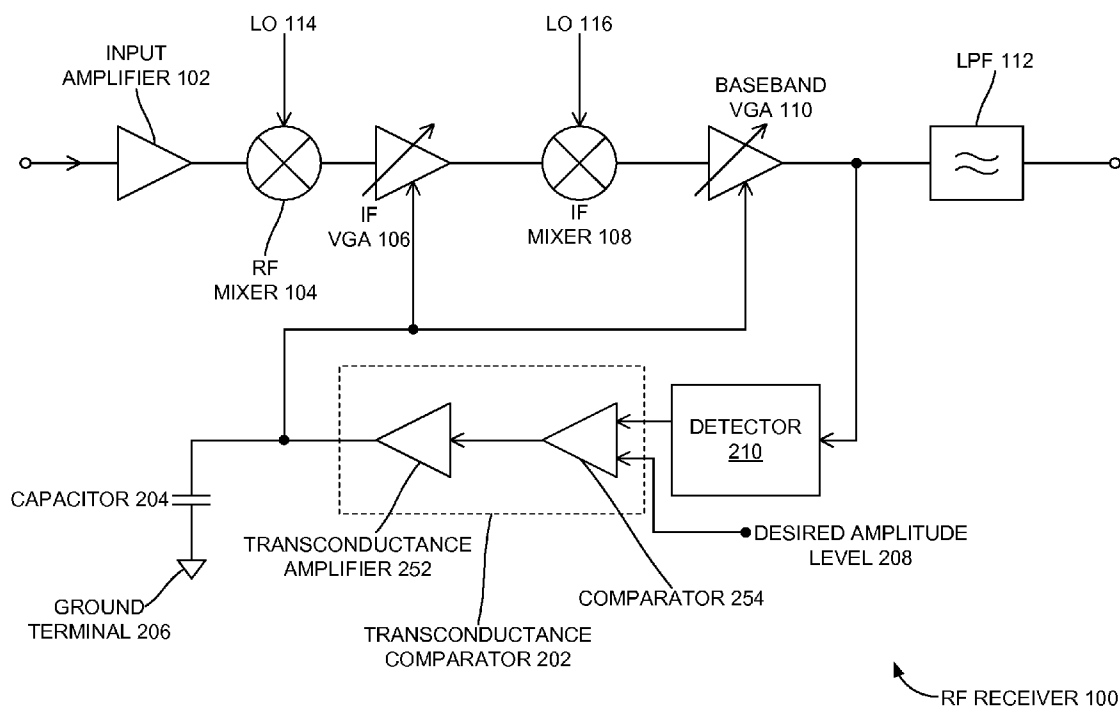 LO 114
LO 116
INPUT
AMPLIFIER 102
LPF 112
BASEBAND
VGA 110
IF
VGA 106
IF
MIXER 108
RF
MIXER 104
DETECTOR
210
CAPACITOR 204
TRANSCONDUCTANCE
AMPLIFIER 252
DESIRED AMPLITUDE
LEVEL 208
COMPARATOR 254
GROUND
TERMINAL 206
TRANSCONDUCTANCE
COMPARATOR 202
RF RECEIVER 100